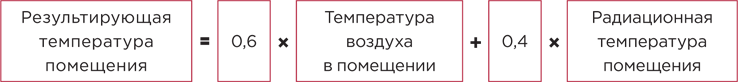 Результирующая
температура
помещения
=
0,6
×
Температура
воздуха
в помещении
+
0,4
×
Радиационная
температура
помещения